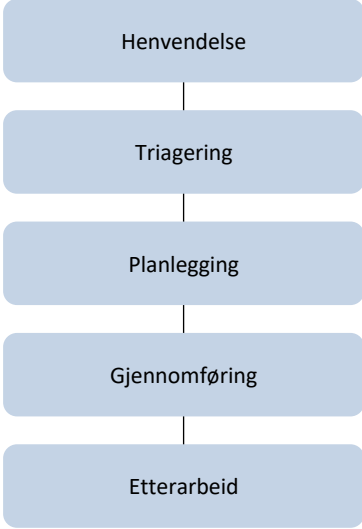 Henvendelse
Triagering
Planlegging
Gjennomføring
Etterarbeid